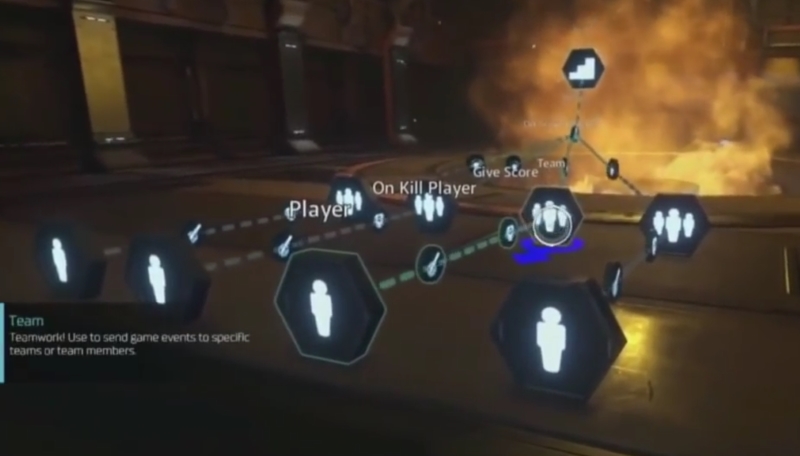 Team
Give Score
On Kill Player
Player
Team
Teamwork! Use to send game events to specific
teams or team members.